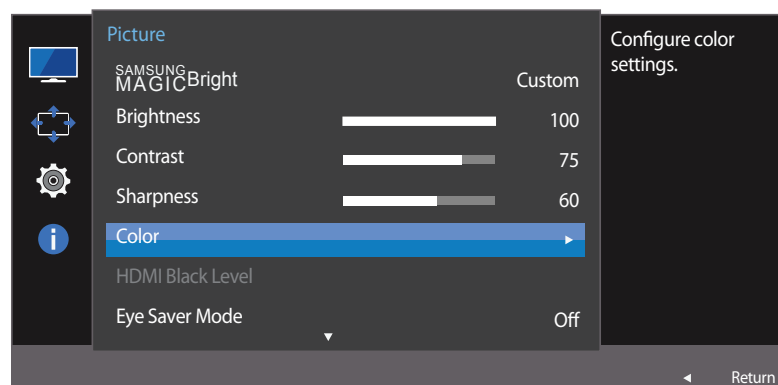 Picture
SAMSUNG
MAGICBright Custom
Brightness 100
Contrast 75
Sharpness 60
Color
HDMI Black Level
Eye Saver Mode Off
Configure color
settings.
Return